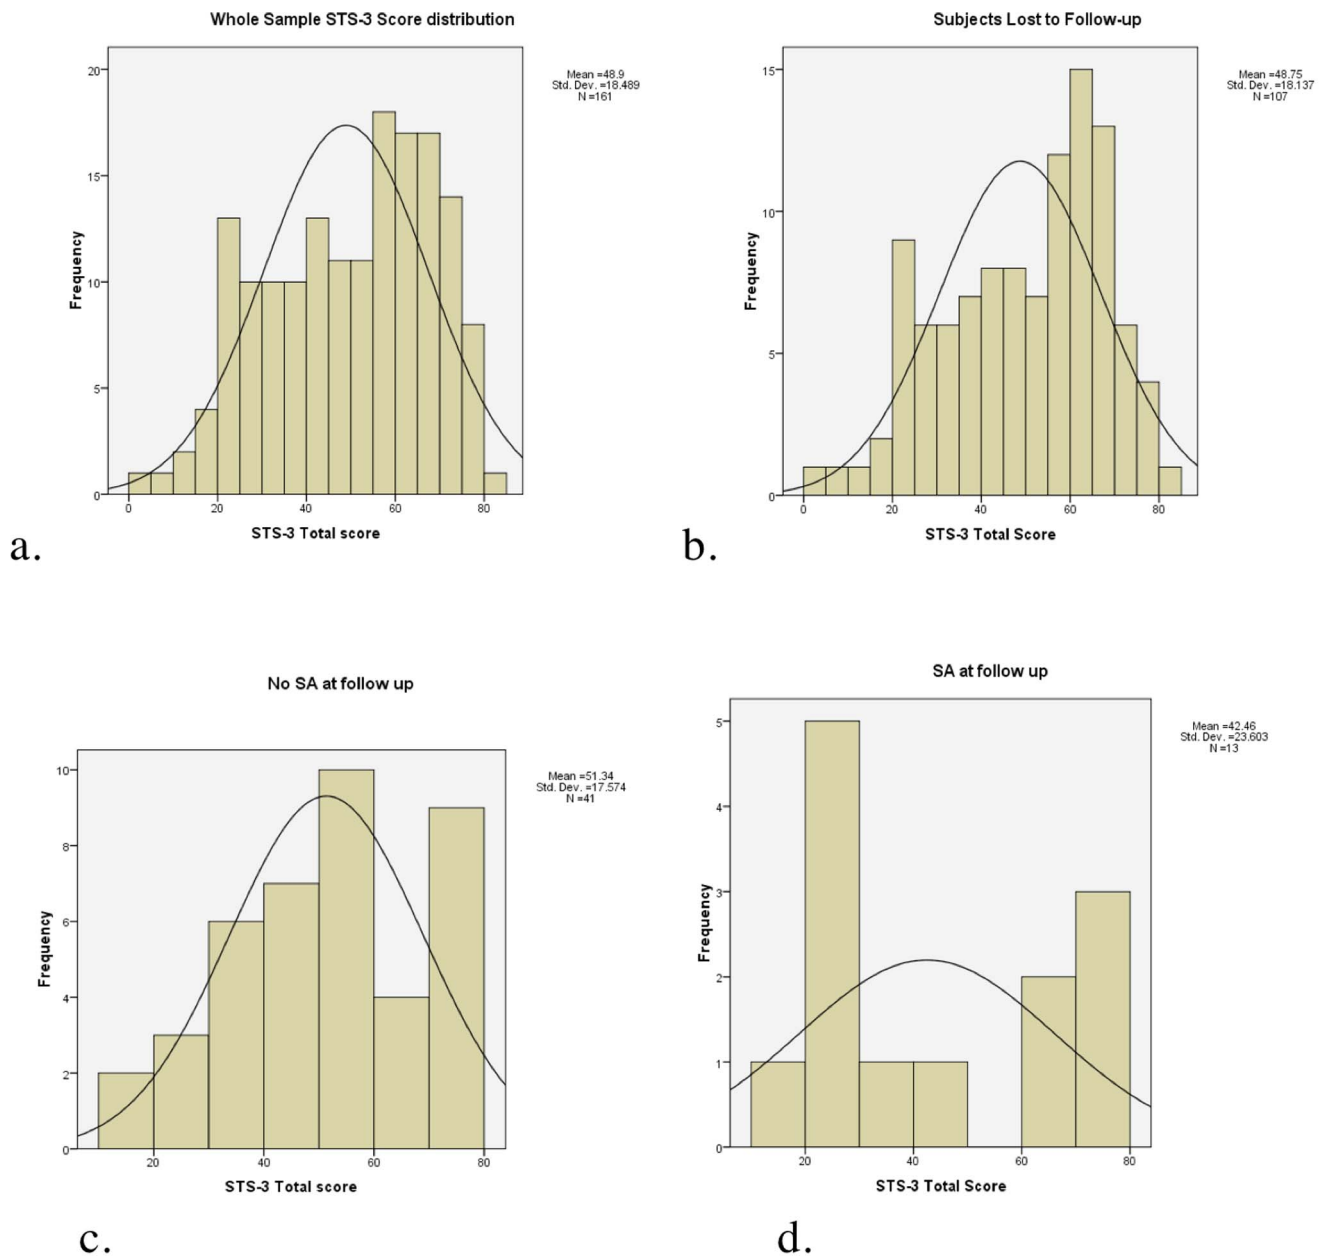 Whole Sample STS-3 Score distribution
Mean =48.9
Std. Dev. =18.489
N =161
20
15
10
5
0
Frequency
0 20 40 60 80
STS-3 Total score
a.
Subjects Lost to Follow-up
Mean =48.75
Std. Dev. =18.137
N =107
15
10
5
0
Frequency
0 20 40 60 80
STS-3 Total Score
b.
No SA at follow up
Mean =51.34
Std. Dev. =17.574
N =41
10
8
6
4
2
0
Frequency
20 40 60 80
STS-3 Total score
c.
SA at follow up
Mean =42.46
Std. Dev. =23.603
N =13
5
4
3
2
1
0
Frequency
20 40 60 80
STS-3 Total Score
d.